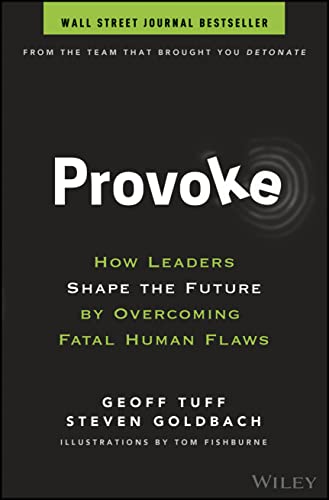 WALL STREET JOURNAL BESTSELLER
FROM THE TEAM THAT BROUGHT YOU DETONATE
Provoke
HOW LEADERS
SHAPE THE FUTURE
BY OVERCOMING
FATAL HUMAN FLAWS
GEOFF TUFF
STEVEN GOLDBACH
ILLUSTRATIONS BY TOM FISHBURNE
WILEY